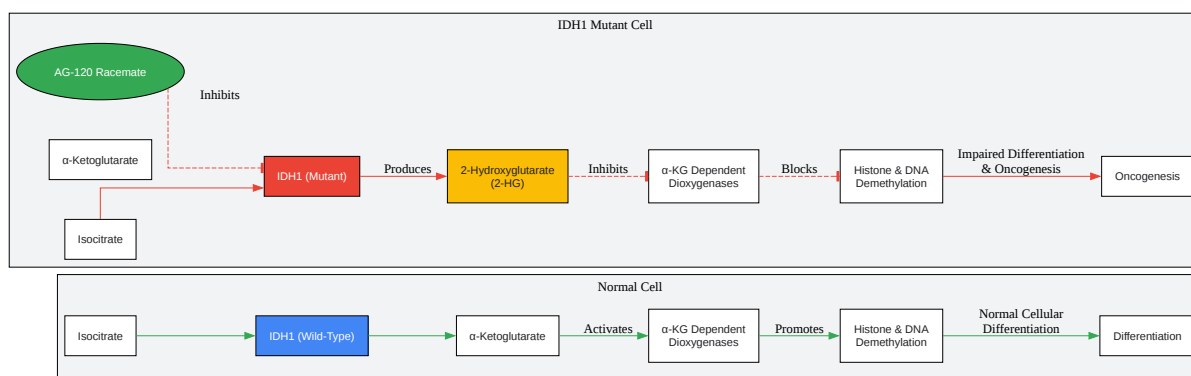 IDH1 Mutant Cell
AG-120 Racemate
Inhibits
α-Ketoglutarate
IDH1 (Mutant)
Produces
2-Hydroxyglutarate
(2-HG)
Inhibits
α-KG Dependent
Dioxygenases
Blocks
Histone & DNA
Demethylation
Impaired Differentiation
& Oncogenesis
Oncogenesis
Isocitrate
Normal Cell
Isocitrate
IDH1 (Wild-Type)
α-Ketoglutarate
Activates
α-KG Dependent
Dioxygenases
Promotes
Histone & DNA
Demethylation
Normal Cellular
Differentiation
Differentiation